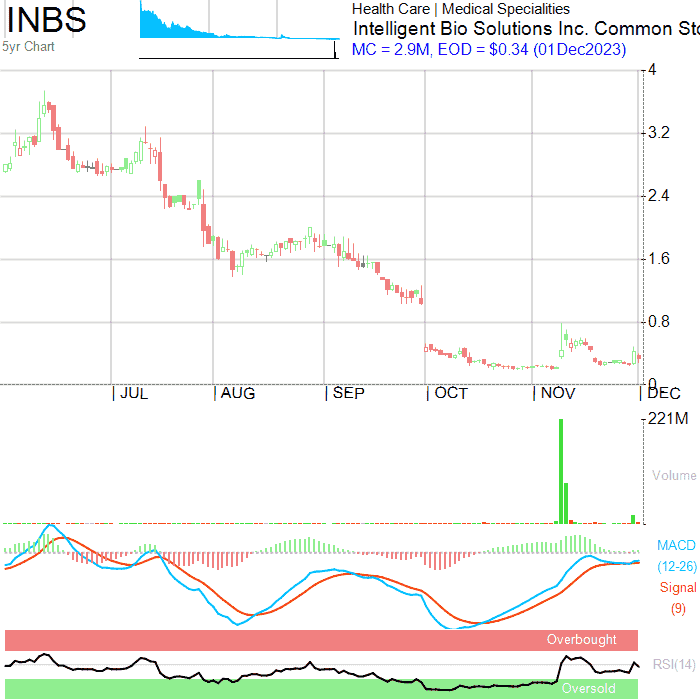 INBS
5yr Chart
Health Care | Medical Specialities
Intelligent Bio Solutions Inc. Common Sto
MC = 2.9M, EOD = $0.34 (01Dec2023)
4
3.2
2.4
1.6
0.8
0
JUL
AUG
SEP
OCT
NOV
DEC
221M
Volume
MACD
(12-26)
Signal
(9)
Overbought
RSI(14)
Oversold